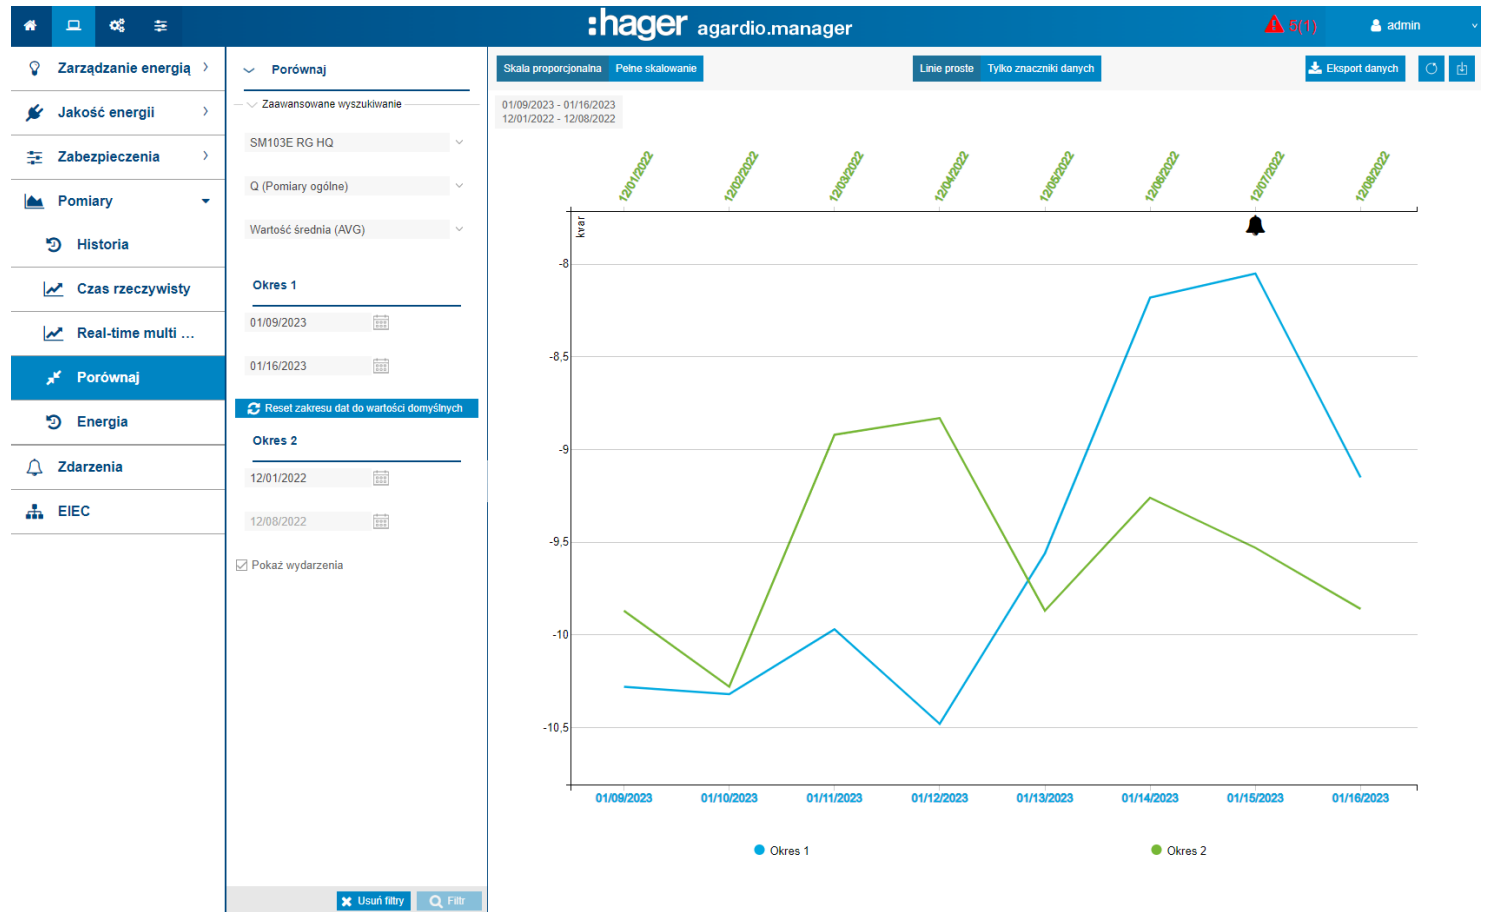 :hager agardio.manager
5(1)
admin
Zarządzanie energią
Jakość energii
Zabezpieczenia
Pomiary
Historia
Czas rzeczywisty
Real-time multi ...
Porównaj
Energia
Zdarzenia
EIEC
Porównaj
Zaawansowane wyszukiwanie
SM103E RG HQ
Q (Pomiary ogólne)
Wartość średnia (AVG)
Okres 1
01/09/2023
01/16/2023
Reset zakresu dat do wartości domyślnych
Okres 2
12/01/2022
12/08/2022
Pokaż wydarzenia
Usuń filtry
Filtr
Skala proporcjonalna
Pełne skalowanie
Linie proste
Tylko znaczniki danych
Eksport danych
01/09/2023 - 01/16/2023
12/01/2022 - 12/08/2022
12/01/2022
12/02/2022
12/03/2022
12/04/2022
12/05/2022
12/06/2022
12/07/2022
12/08/2022
kvar
-8
-8,5
-9
-9,5
-10
-10,5
01/09/2023
01/10/2023
01/11/2023
01/12/2023
01/13/2023
01/14/2023
01/15/2023
01/16/2023
Okres 1
Okres 2